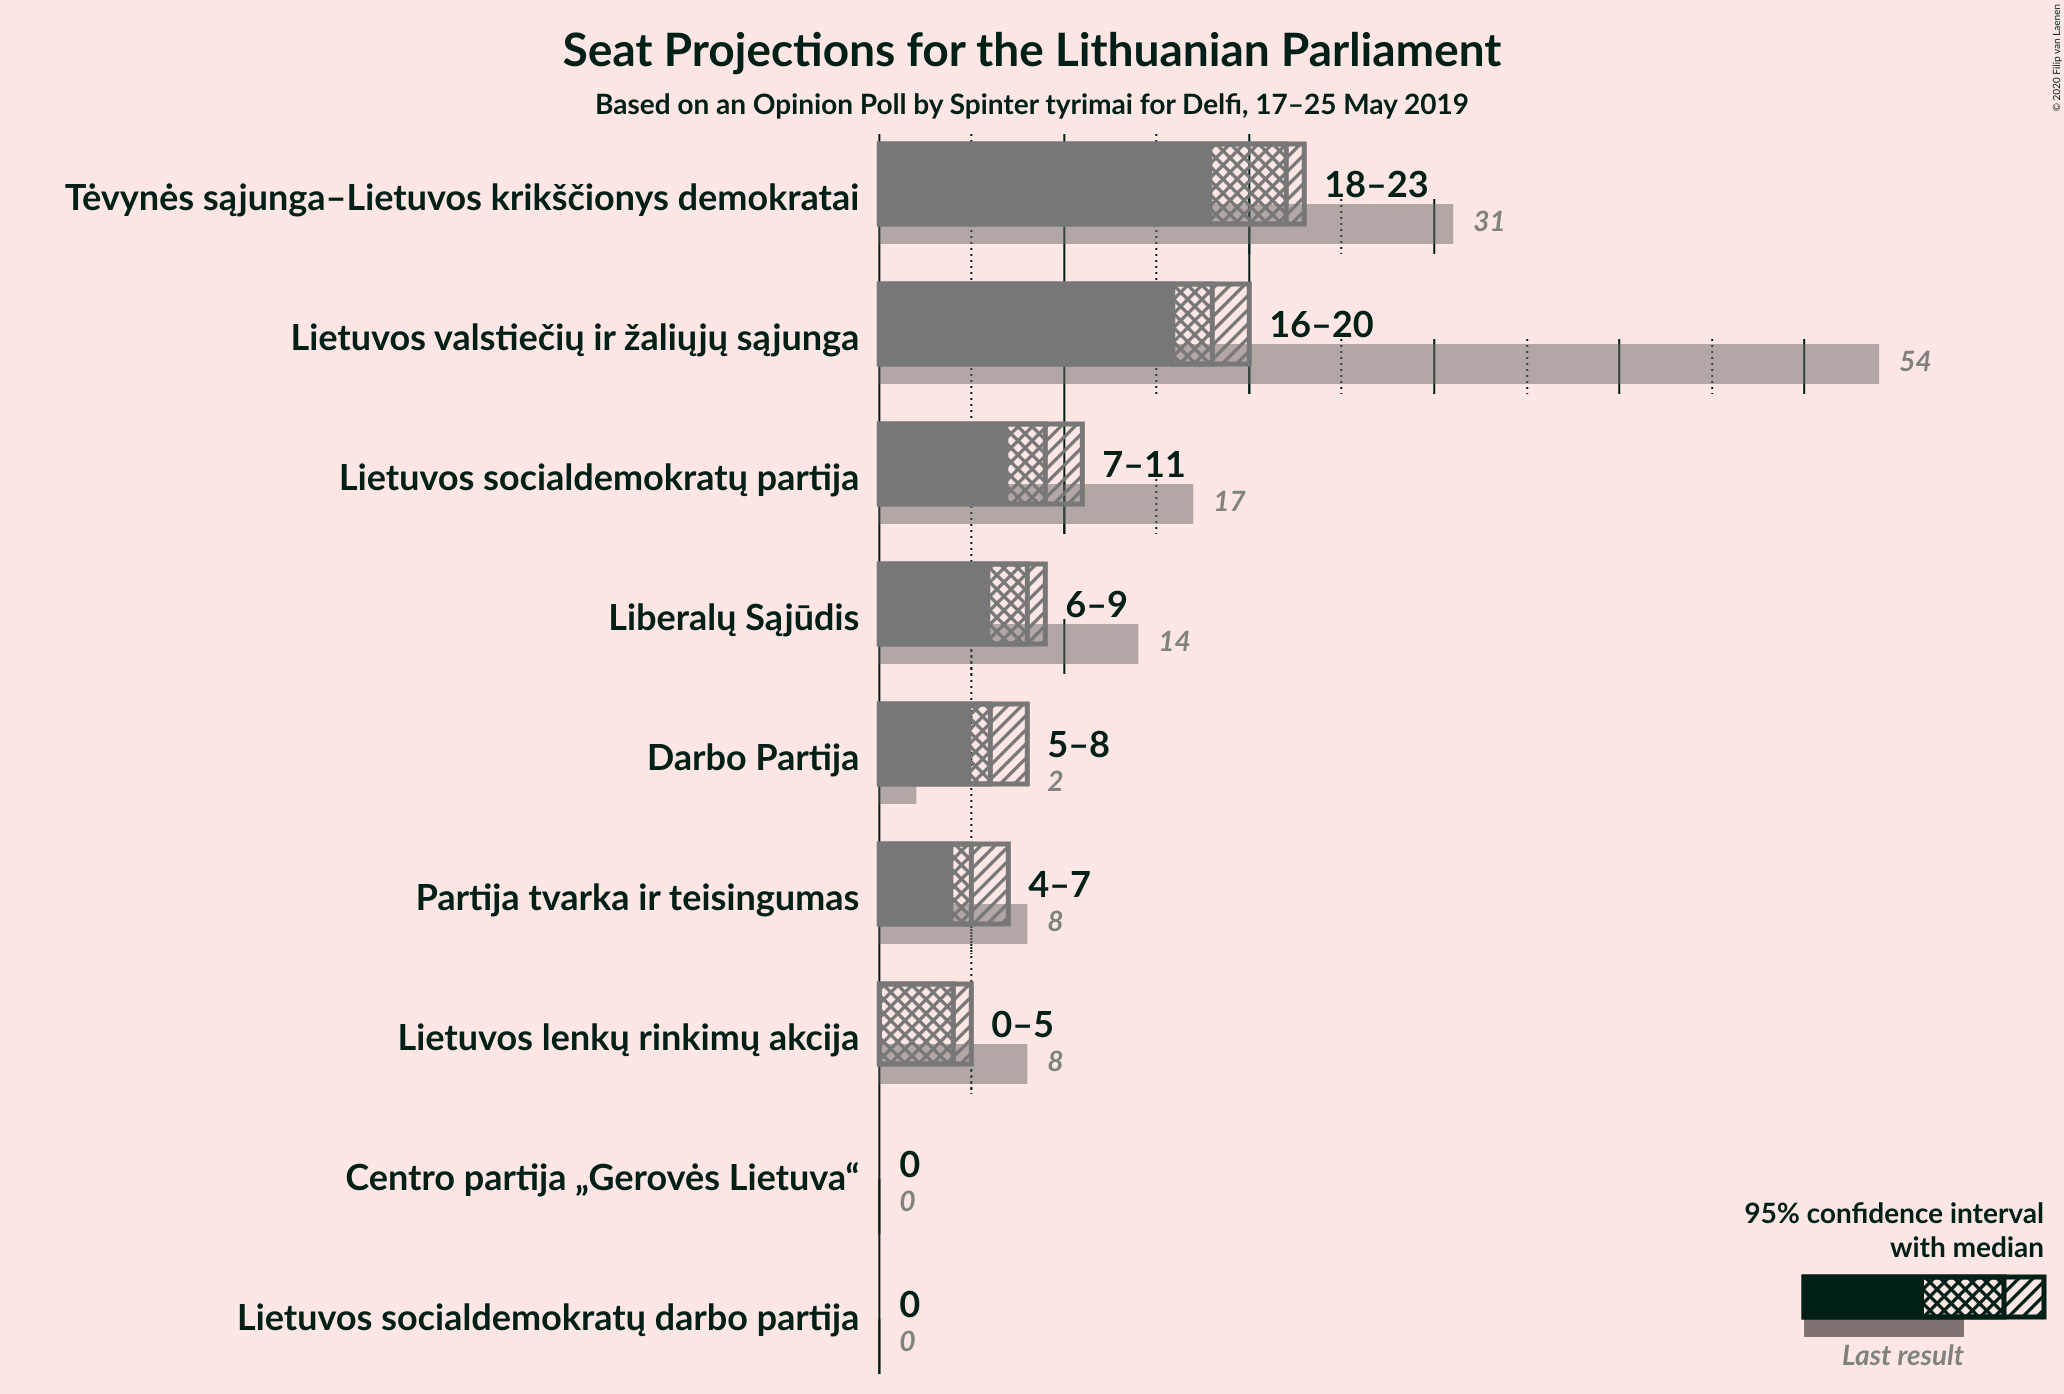 Seat Projections for the Lithuanian Parliament
Based on an Opinion Poll by Spinter tyrimai for Delfi, 17–25 May 2019
© 2020 Filip van Laenen
Tėvynės sąjunga–Lietuvos krikščionys demokratai
18–23
31
Lietuvos valstiečių ir žaliųjų sąjunga
16–20
54
Lietuvos socialdemokratų partija
7–11
17
Liberalų Sąjūdis
6–9
14
Darbo Partija
5–8
2
Partija tvarka ir teisingumas
4–7
8
Lietuvos lenkų rinkimų akcija
0–5
8
Centro partija „Gerovės Lietuva“
0
0
Lietuvos socialdemokratų darbo partija
0
0
95% confidence interval
with median
Last result